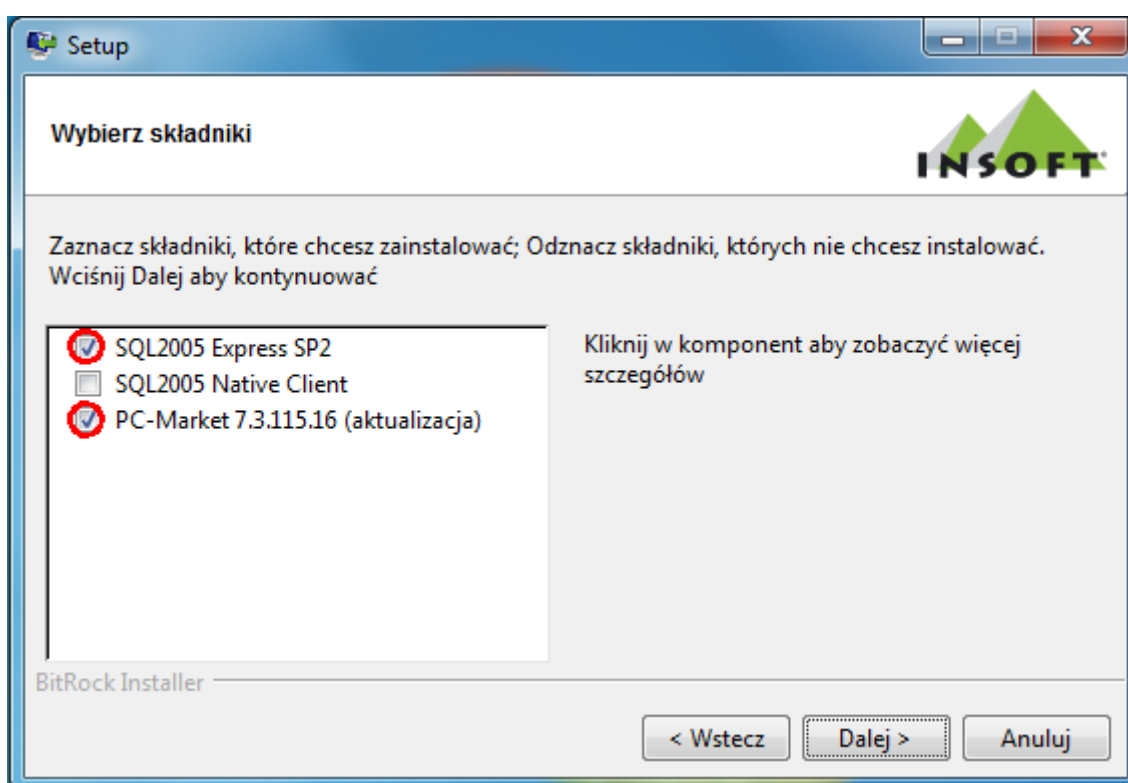 Setup
Wybierz składniki
INSOFT
Zaznacz składniki, które chcesz zainstalować; Odznacz składniki, których nie chcesz instalować.
Wciśnij Dalej aby kontynuować
SQL2005 Express SP2
SQL2005 Native Client
PC-Market 7.3.115.16 (aktualizacja)
Kliknij w komponent aby zobaczyć więcej
szczegółów
BitRock Installer
< Wstecz
Dalej >
Anuluj